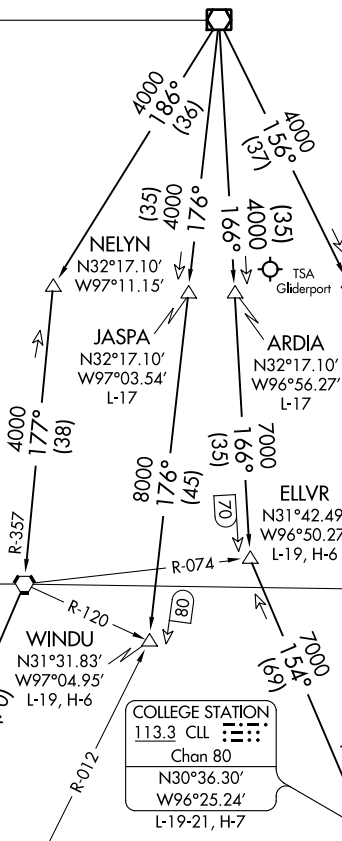 4000
186°
(36)
(35)
4000
176°
166°
4000
(35)
4000
156°
(37)
NELYN
N32°17.10'
W97°11.15'
TSA
Gliderport
JASPA
N32°17.10'
W97°03.54'
L-17
ARDIA
N32°17.10'
W96°56.27'
L-17
4000
177°
(38)
8000
176°
(45)
7000
166°
(35)
70
ELLVR
N31°42.49
W96°50.27
L-19, H-6
R-357
R-074
R-120
80
WINDU
N31°31.83'
W97°04.95'
L-19, H-6
7000
154°
(69)
R-012
COLLEGE STATION
113.3 CLL
Chan 80
N30°36.30'
W96°25.24'
L-19-21, H-7